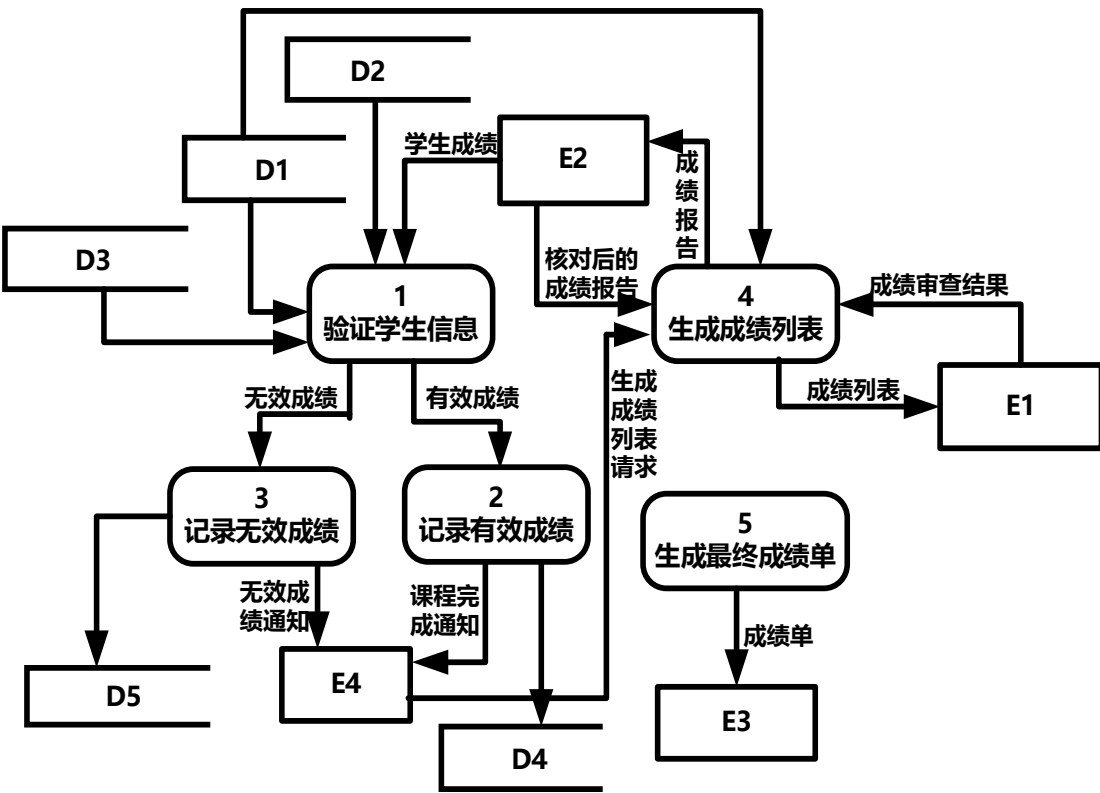 D2
D1
D3
学生成绩
E2
成
绩
报
告
核对后的
成绩报告
1
验证学生信息
4
生成成绩列表
成绩审查结果
无效成绩
有效成绩
生成
成绩
列表
请求
成绩列表
E1
3
记录无效成绩
2
记录有效成绩
5
生成最终成绩单
无效成
绩通知
课程完
成通知
成绩单
D5
E4
D4
E3